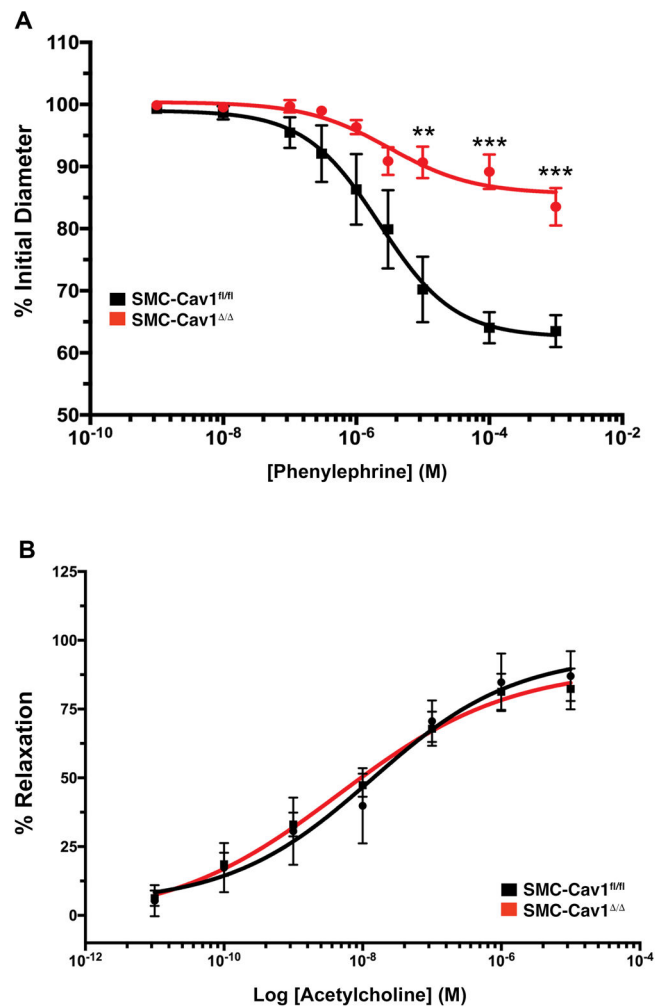 A
110
100
90
80
70
60
50
% Initial Diameter
**
***
***
SMC-Cav1fl/fl
SMC-Cav1Δ/Δ
10-10
10-8
10-6
10-4
10-2
[Phenylephrine] (M)
B
125
100
75
50
25
0
% Relaxation
SMC-Cav1fl/fl
SMC-Cav1Δ/Δ
10-12
10-10
10-8
10-6
10-4
Log [Acetylcholine] (M)